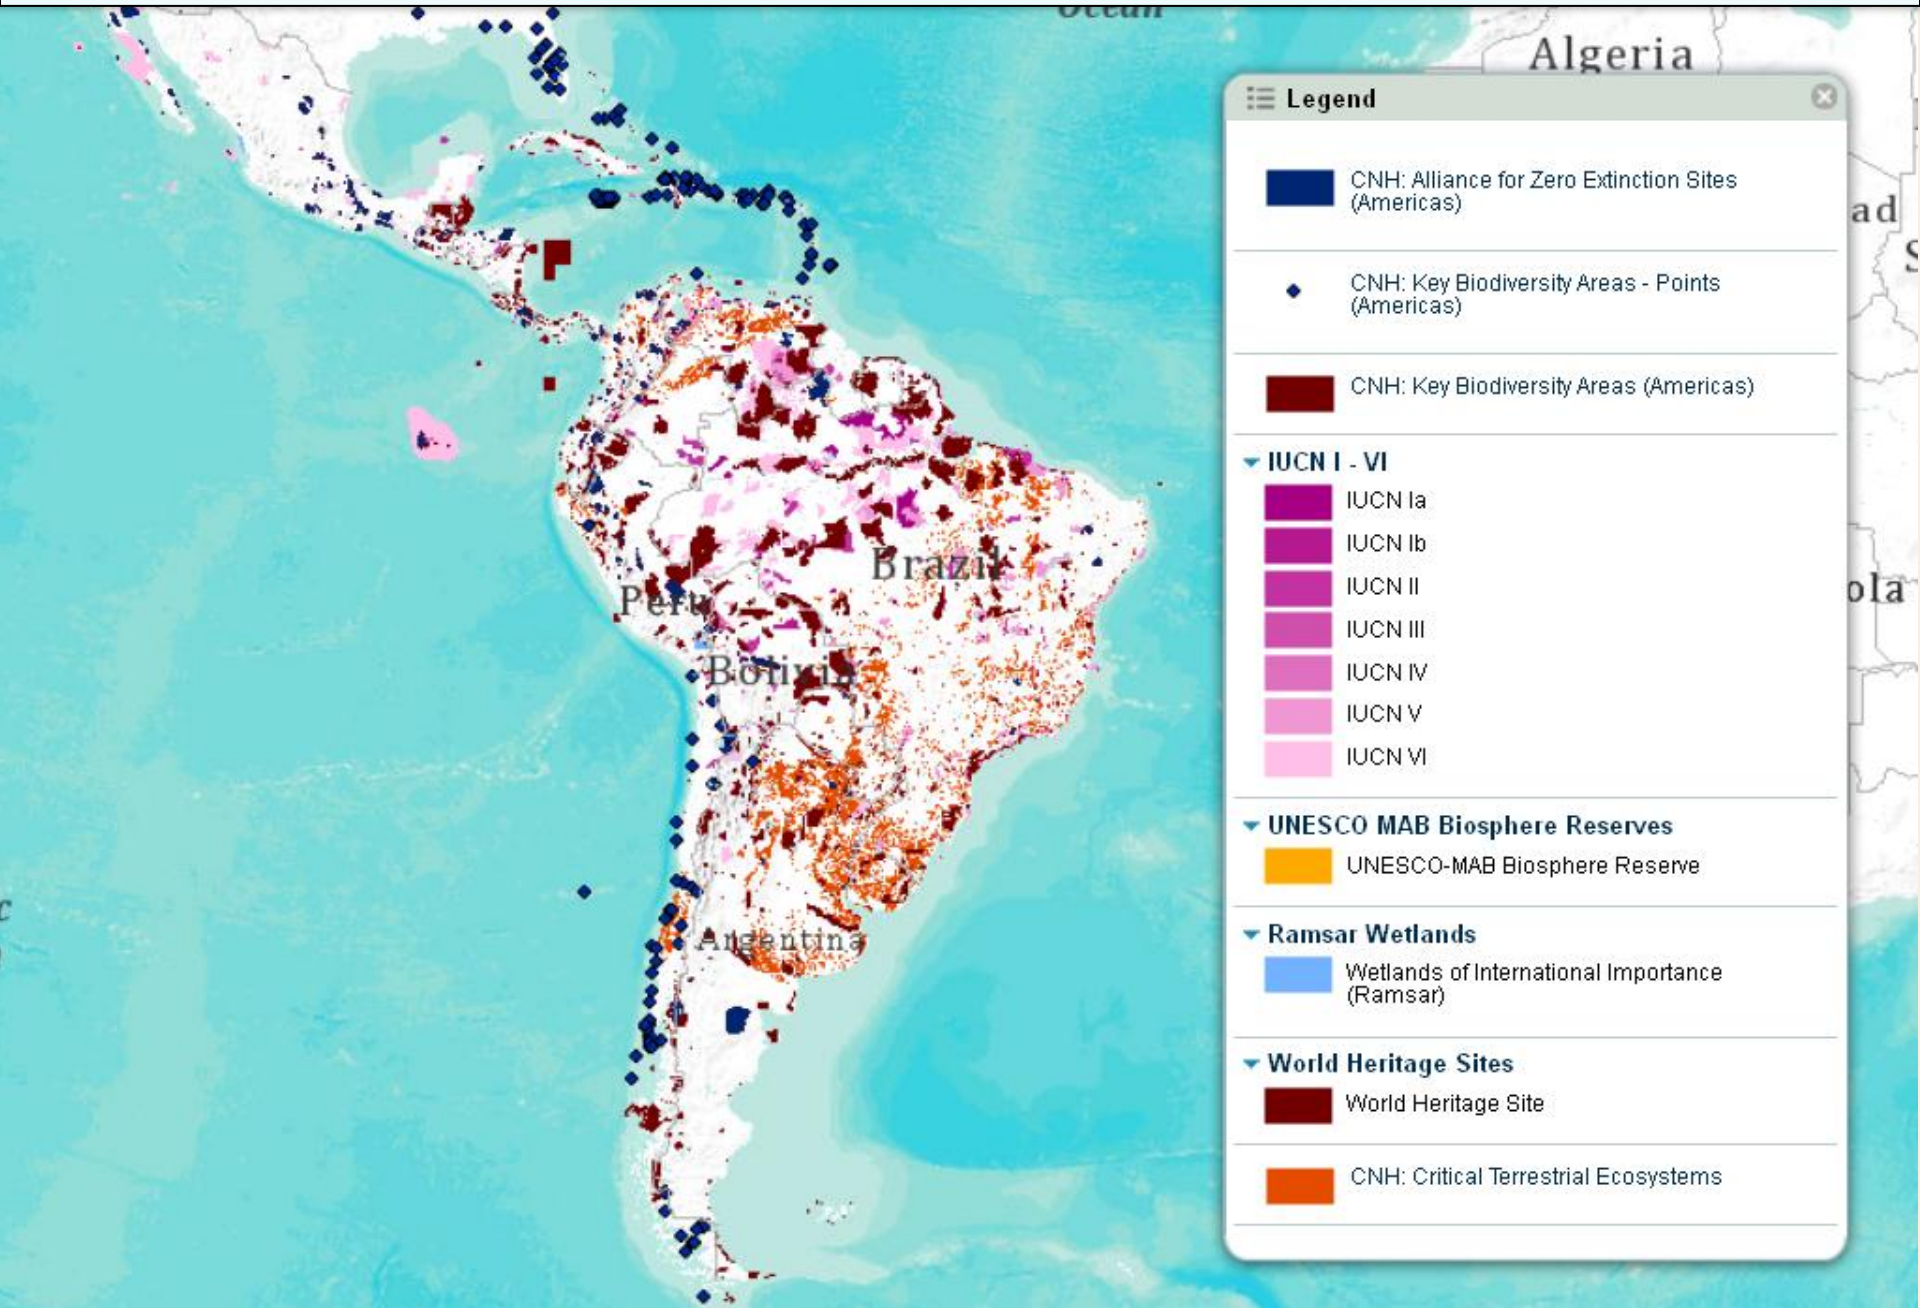 Ocean
Algeria
Legend
CNH: Alliance for Zero Extinction Sites
(Americas)
ad
CNH: Key Biodiversity Areas - Points
(Americas)
CNH: Key Biodiversity Areas (Americas)
IUCN I - VI
IUCN Ia
IUCN Ib
IUCN II
IUCN III
IUCN IV
IUCN V
IUCN VI
UNESCO MAB Biosphere Reserves
UNESCO-MAB Biosphere Reserve
Ramsar Wetlands
Wetlands of International Importance
(Ramsar)
World Heritage Sites
World Heritage Site
CNH: Critical Terrestrial Ecosystems
Brazil
Peru
Bolivia
Argentina
ola
S
c